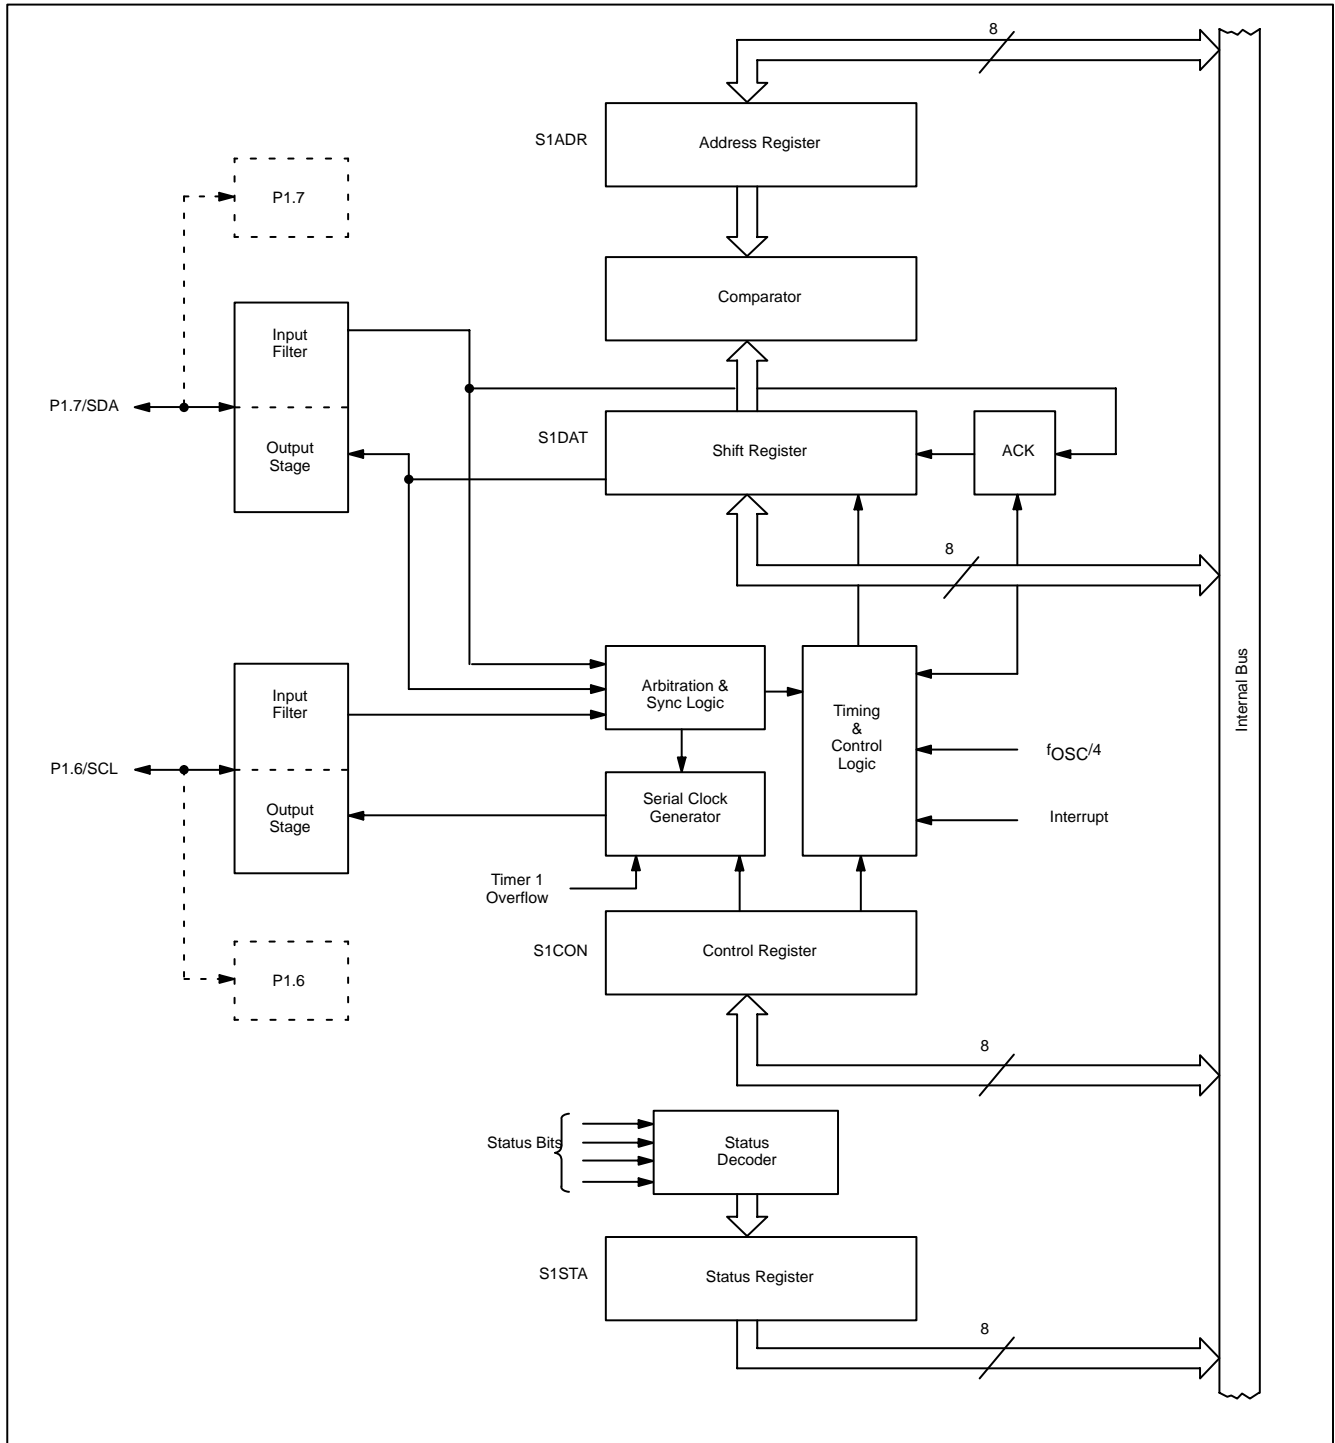 8
S1ADR
Address Register
P1.7
Comparator
Input
Filter
P1.7/SDA
Output
Stage
S1DAT
Shift Register
ACK
8
Internal Bus
Arbitration &
Sync Logic
Input
Filter
Timing
&
Control
Logic
fOSC/4
P1.6/SCL
Output
Stage
Serial Clock
Generator
Interrupt
Timer 1
Overflow
S1CON
Control Register
P1.6
8
Status Bits
Status
Decoder
S1STA
Status Register
8